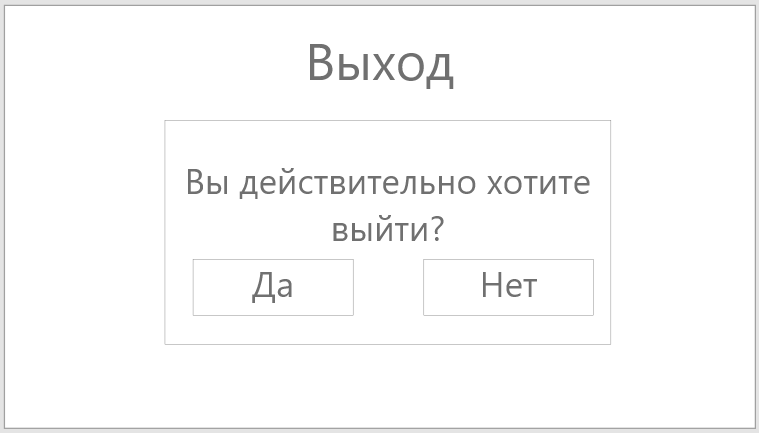 Выход
Вы действительно хотите
выйти?
Да
Нет